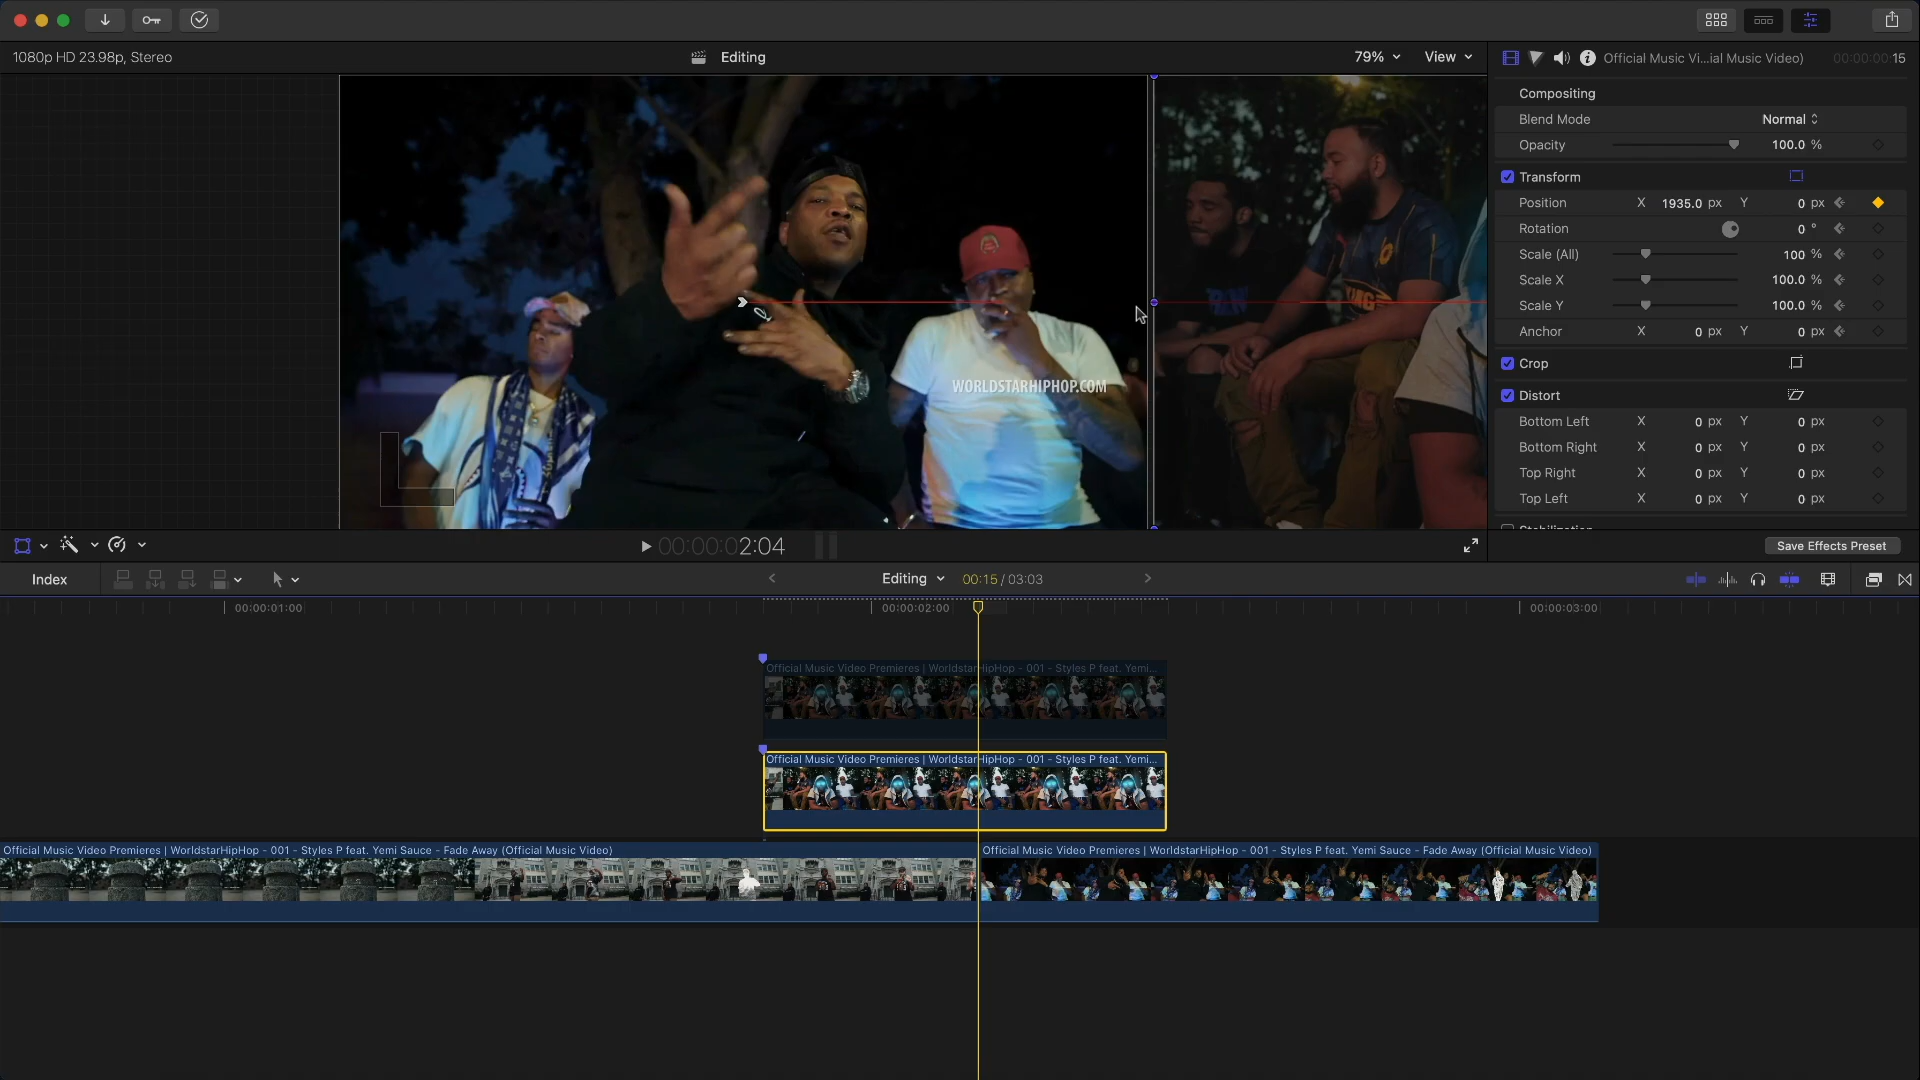 1080p HD 23.98p, Stereo
Editing
79%
View
Official Music Vi...ial Music Video)
00:00:00:15
Compositing
Blend Mode
Normal
Opacity
100.0 %
Transform
Position X 1935.0 px Y 0 px
Rotation 0 °
Scale (All) 100 %
Scale X 100.0 %
Scale Y 100.0 %
Anchor X 0 px Y 0 px
Crop
Distort
Bottom Left X 0 px Y 0 px
Bottom Right X 0 px Y 0 px
Top Right X 0 px Y 0 px
Top Left X 0 px Y 0 px
Stabilization
WORLDSTARHIPHOP.COM
00:00:02:04
Save Effects Preset
Index
Editing
00:15 / 03:03
00:00:01:00
00:00:02:00
00:00:03:00
Official Music Video Premieres | WorldstarHipHop - 001 - Styles P feat. Yemi...
Official Music Video Premieres | WorldstarHipHop - 001 - Styles P feat. Yemi...
Official Music Video Premieres | WorldstarHipHop - 001 - Styles P feat. Yemi Sauce - Fade Away (Official Music Video)
Official Music Video Premieres | WorldstarHipHop - 001 - Styles P feat. Yemi Sauce - Fade Away (Official Music Video)